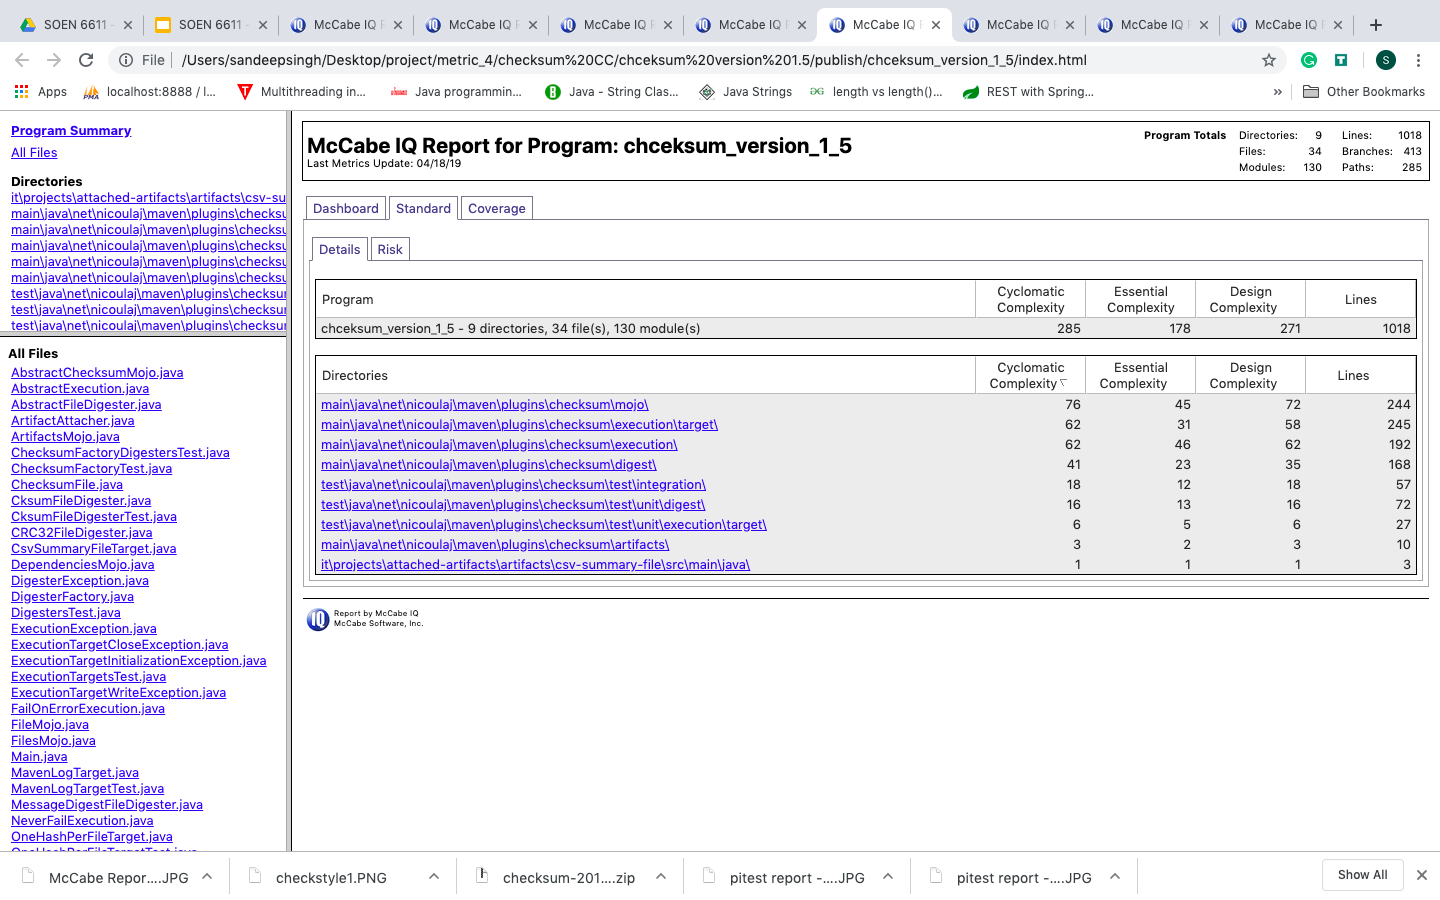 SOEN 6611
SOEN 6611
McCabe IQ
McCabe IQ
McCabe IQ
McCabe IQ
McCabe IQ
McCabe IQ
McCabe IQ
McCabe IQ
File /Users/sandeepsingh/Desktop/project/metric_4/checksum%20CC/chceksum%20version%201.5/publish/chceksum_version_1_5/index.html
S
Apps localhost:8888 / l... Multithreading in... Java programmin... Java - String Clas... Java Strings length vs length()... REST with Spring... » Other Bookmarks
Program Summary
All Files
Directories
it\projects\attached-artifacts\artifacts\csv-su
main\java\net\nicoulaj\maven\plugins\checksu
main\java\net\nicoulaj\maven\plugins\checksu
main\java\net\nicoulaj\maven\plugins\checksu
main\java\net\nicoulaj\maven\plugins\checksu
main\java\net\nicoulaj\maven\plugins\checksu
test\java\net\nicoulaj\maven\plugins\checksur
test\java\net\nicoulaj\maven\plugins\checksur
test\java\net\nicoulaj\maven\plugins\checksur
All Files
AbstractChecksumMojo.java
AbstractExecution.java
AbstractFileDigester.java
ArtifactAttacher.java
ArtifactsMojo.java
ChecksumFactoryDigestersTest.java
ChecksumFactoryTest.java
ChecksumFile.java
CksumFileDigester.java
CksumFileDigesterTest.java
CRC32FileDigester.java
CsvSummaryFileTarget.java
DependenciesMojo.java
DigesterException.java
DigesterFactory.java
DigestersTest.java
ExecutionException.java
ExecutionTargetCloseException.java
ExecutionTargetInitializationException.java
ExecutionTargetsTest.java
ExecutionTargetWriteException.java
FailOnErrorExecution.java
FileMojo.java
FilesMojo.java
Main.java
MavenLogTarget.java
MavenLogTargetTest.java
MessageDigestFileDigester.java
NeverFailExecution.java
OneHashPerFileTarget.java
OneHashPerFileTargetTest.java
McCabe IQ Report for Program: chceksum_version_1_5
Last Metrics Update: 04/18/19
Program Totals Directories: 9 Lines: 1018
Files: 34 Branches: 413
Modules: 130 Paths: 285
Dashboard Standard Coverage
Details Risk
Program Cyclomatic Complexity Essential Complexity Design Complexity Lines
chceksum_version_1_5 - 9 directories, 34 file(s), 130 module(s) 285 178 271 1018
Directories Cyclomatic Complexity Essential Complexity Design Complexity Lines
main\java\net\nicoulaj\maven\plugins\checksum\mojo\ 76 45 72 244
main\java\net\nicoulaj\maven\plugins\checksum\execution\target\ 62 31 58 245
main\java\net\nicoulaj\maven\plugins\checksum\execution\ 62 46 62 192
main\java\net\nicoulaj\maven\plugins\checksum\digest\ 41 23 35 168
test\java\net\nicoulaj\maven\plugins\checksum\test\integration\ 18 12 18 57
test\java\net\nicoulaj\maven\plugins\checksum\test\unit\digest\ 16 13 16 72
test\java\net\nicoulaj\maven\plugins\checksum\test\unit\execution\target\ 6 5 6 27
main\java\net\nicoulaj\maven\plugins\checksum\artifacts\ 3 2 3 10
it\projects\attached-artifacts\artifacts\csv-summary-file\src\main\java\ 1 1 1 3
IQ Report by McCabe IQ
McCabe Software, Inc.
McCabe Repor....JPG checkstyle1.PNG checksum-201....zip pitest report -....JPG pitest report -....JPG Show All